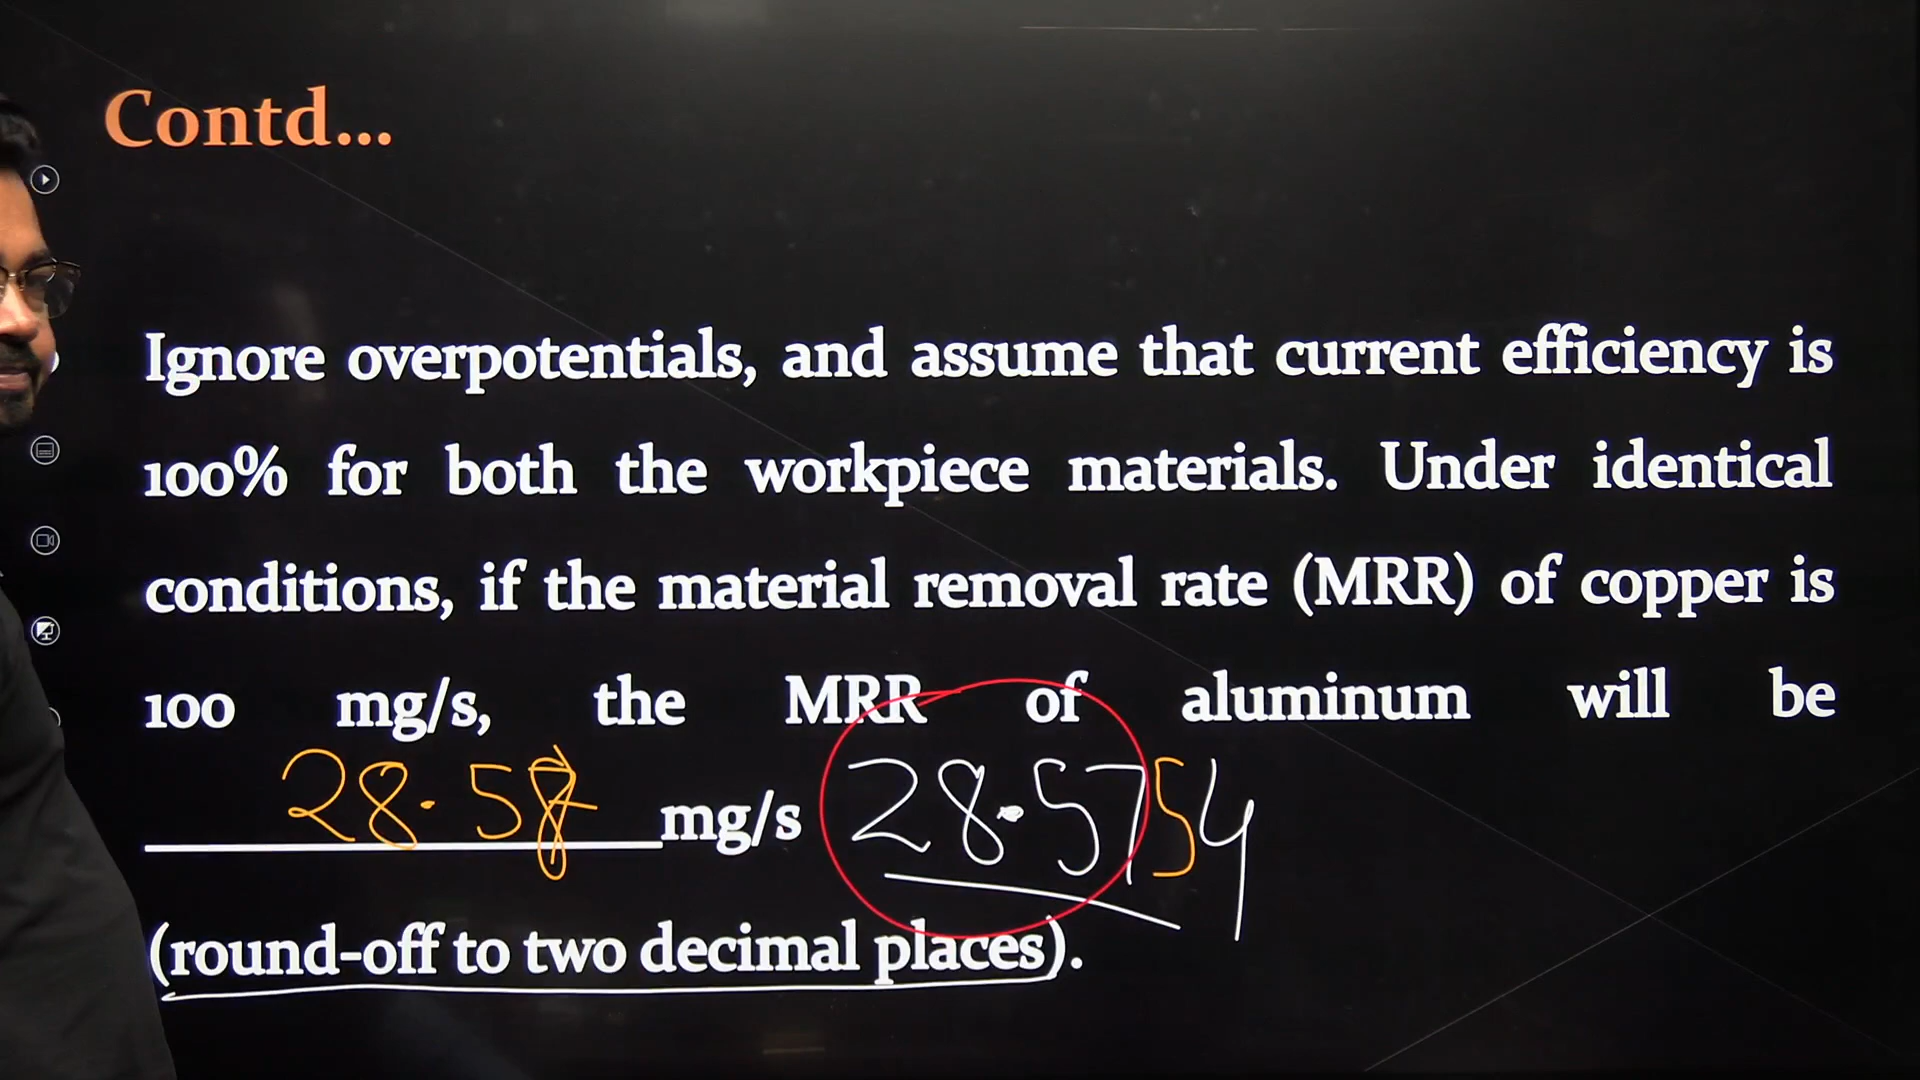 Contd...
Ignore overpotentials, and assume that current efficiency is
100% for both the workpiece materials. Under identical
conditions, if the material removal rate (MRR) of copper is
100 mg/s, the MRR of aluminum will be
28.58 mg/s 28.5754
(round-off to two decimal places).